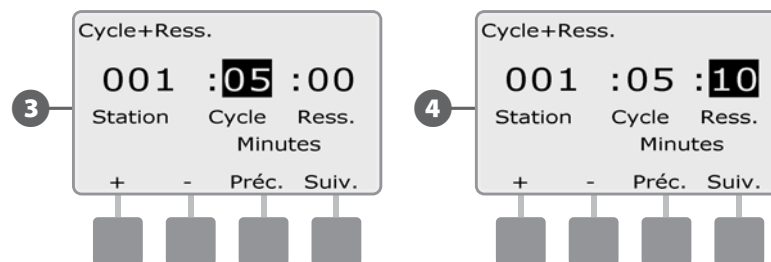 Cycle+Ress.
001 :05 :00
Station Cycle Ress.
Minutes
+ - Préc. Suiv.
3
Cycle+Ress.
001 :05 :10
Station Cycle Ress.
Minutes
+ - Préc. Suiv.
4